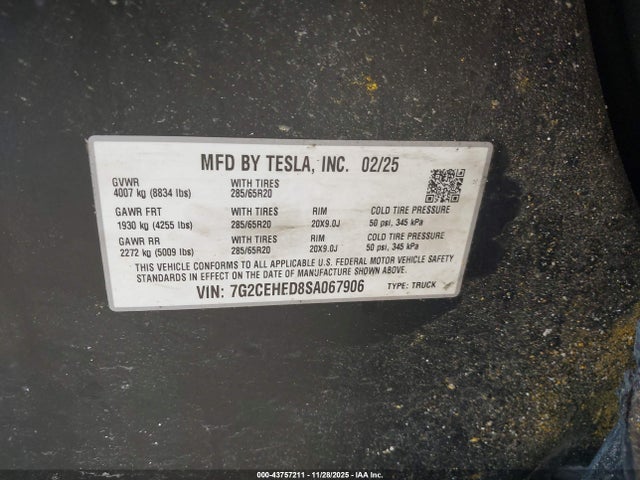 MFD BY TESLA, INC. 02/25
GVWR WITH TIRES
4007 kg (8834 lbs) 285/65R20
GAWR FRT WITH TIRES RIM COLD TIRE PRESSURE
1930 kg (4255 lbs) 285/65R20 20X9.0J 50 psi, 345 kPa
GAWR RR WITH TIRES RIM COLD TIRE PRESSURE
2272 kg (5009 lbs) 285/65R20 20X9.0J 50 psi, 345 kPa
THIS VEHICLE CONFORMS TO ALL APPLICABLE U.S. FEDERAL MOTOR VEHICLE SAFETY
STANDARDS IN EFFECT ON THE DATE OF MANUFACTURE SHOWN ABOVE.
VIN: 7G2CEHED8SA067906 TYPE: TRUCK
000-43757211 - 11/28/2025 - IAA Inc.